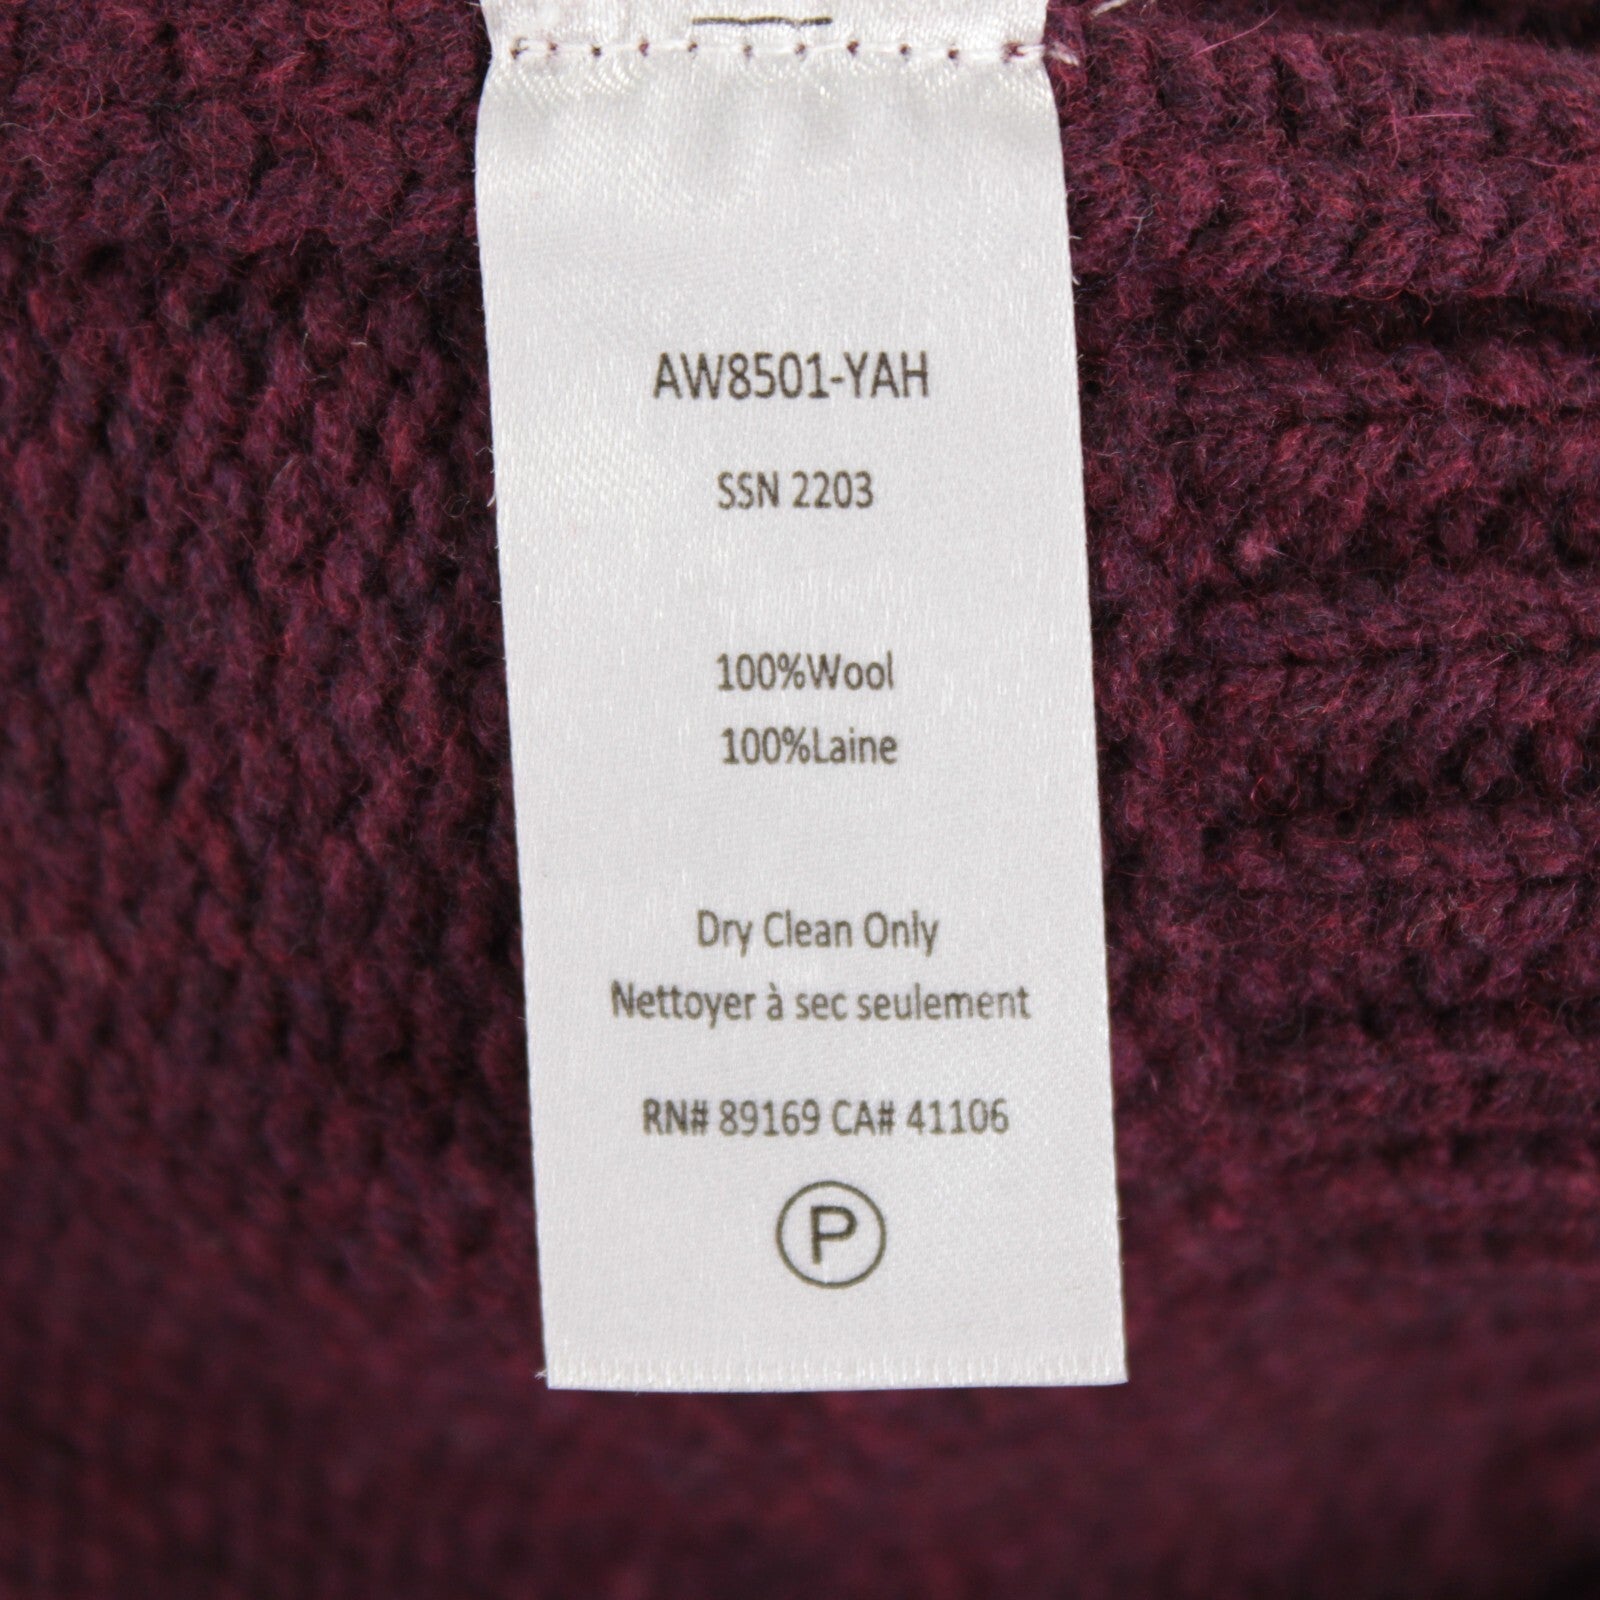 AW8501-YAH
SSN 2203
100%Wool
100%Laine
Dry Clean Only
Nettoyer à sec seulement
RN# 89169 CA# 41106
P